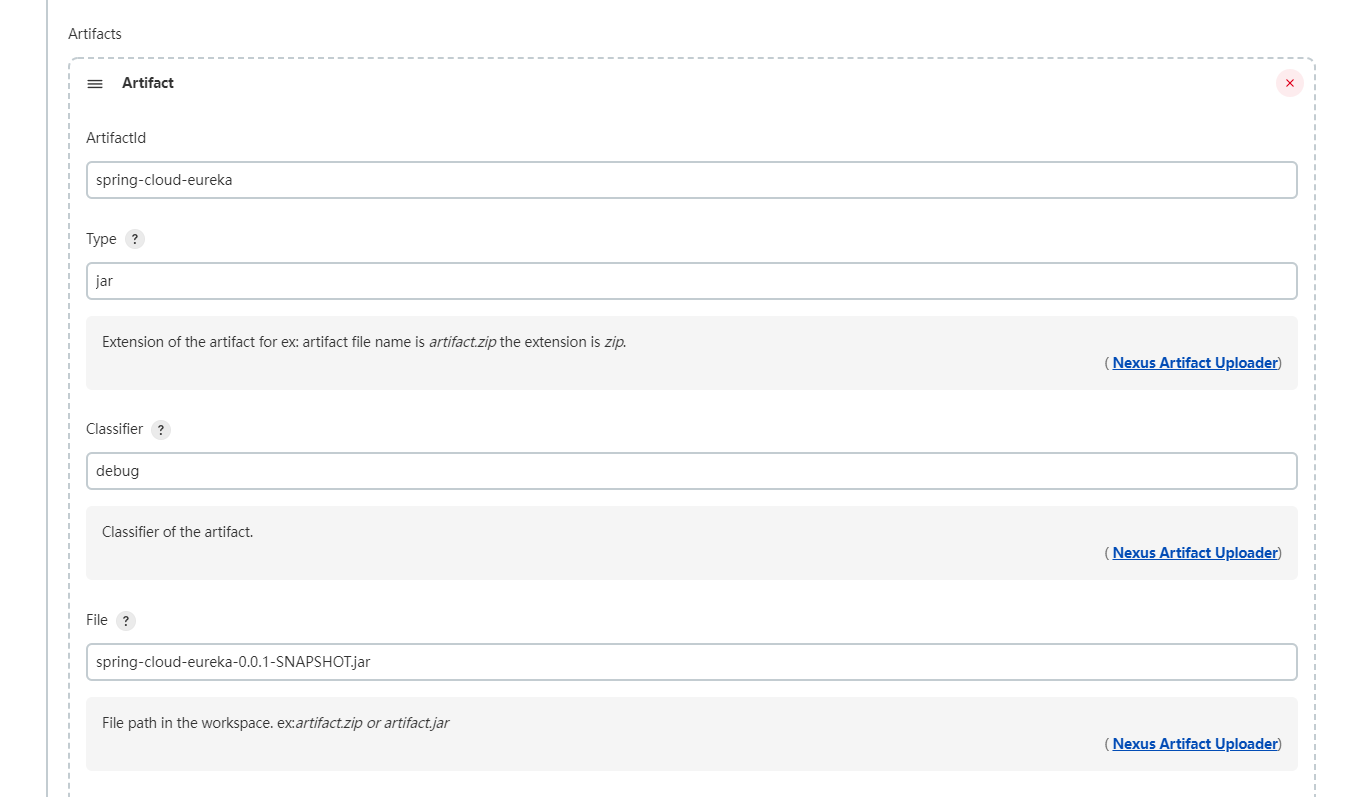 Artifacts
Artifact
ArtifactId
spring-cloud-eureka
Type ?
jar
Extension of the artifact for ex: artifact file name is artifact.zip the extension is zip.
( Nexus Artifact Uploader)
Classifier ?
debug
Classifier of the artifact.
( Nexus Artifact Uploader)
File ?
spring-cloud-eureka-0.0.1-SNAPSHOT.jar
File path in the workspace. ex:artifact.zip or artifact.jar
( Nexus Artifact Uploader)